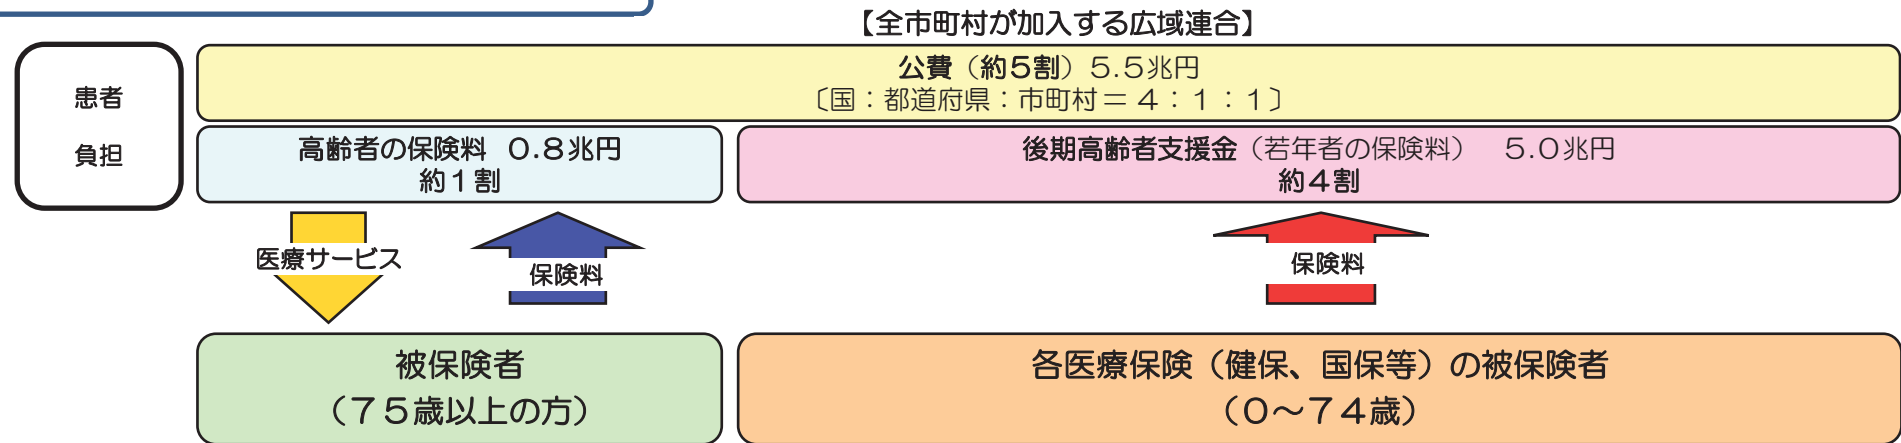 【全市町村が加入する広域連合】
患者
負担
公費（約５割）５.５兆円
〔国：都道府県：市町村＝４：１：１〕
高齢者の保険料　０.８兆円
約１割
後期高齢者支援金（若年者の保険料）　５.０兆円
約４割
医療サービス
保険料
保険料
被保険者
（７５歳以上の方）
各医療保険（健保、国保等）の被保険者
（０～７４歳）